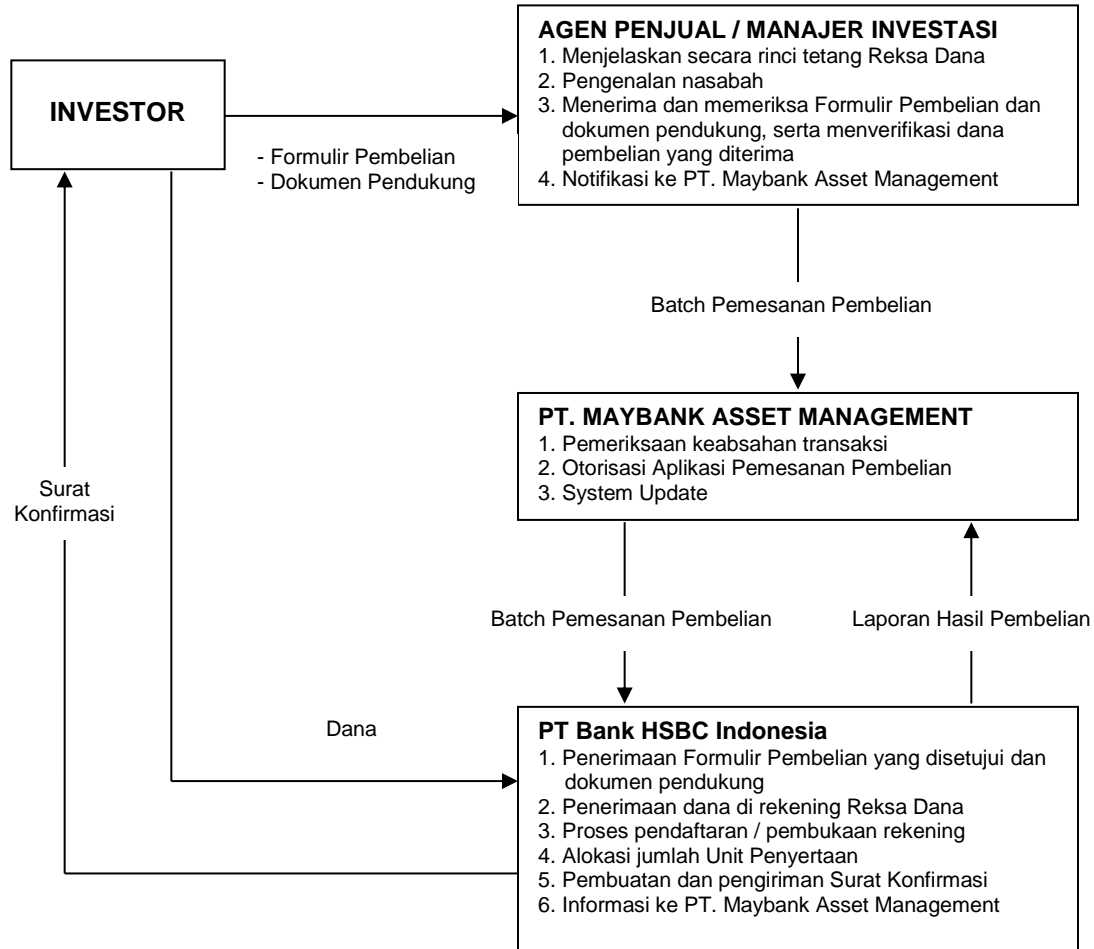 INVESTOR
- Formulir Pembelian
- Dokumen Pendukung
AGEN PENJUAL / MANAJER INVESTASI
1. Menjelaskan secara rinci tetang Reksa Dana
2. Pengenalan nasabah
3. Menerima dan memeriksa Formulir Pembelian dan
dokumen pendukung, serta menverifikasi dana
pembelian yang diterima
4. Notifikasi ke PT. Maybank Asset Management
Batch Pemesanan Pembelian
PT. MAYBANK ASSET MANAGEMENT
1. Pemeriksaan keabsahan transaksi
2. Otorisasi Aplikasi Pemesanan Pembelian
3. System Update
Surat
Konfirmasi
Batch Pemesanan Pembelian
Laporan Hasil Pembelian
Dana
PT Bank HSBC Indonesia
1. Penerimaan Formulir Pembelian yang disetujui dan
dokumen pendukung
2. Penerimaan dana di rekening Reksa Dana
3. Proses pendaftaran / pembukaan rekening
4. Alokasi jumlah Unit Penyertaan
5. Pembuatan dan pengiriman Surat Konfirmasi
6. Informasi ke PT. Maybank Asset Management